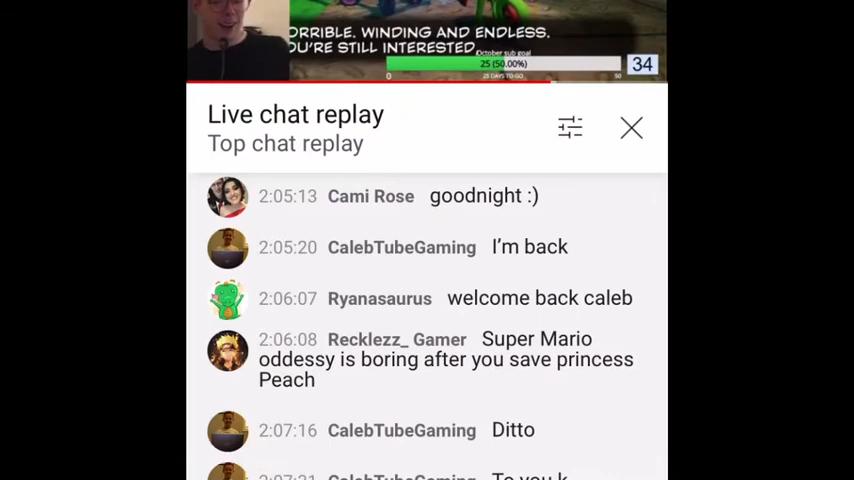 ORRIBLE. WINDING AND ENDLESS.
OU'RE STILL INTERESTED
October sub goal
25 (50.00%)
34
0
25 DAYS TO GO
50
Live chat replay
Top chat replay
2:05:13 Cami Rose goodnight :)
2:05:20 CalebTubeGaming I'm back
2:06:07 Ryanasaurus welcome back caleb
2:06:08 Recklezz_ Gamer Super Mario
oddessy is boring after you save princess
Peach
2:07:16 CalebTubeGaming Ditto
2:07:31 CalebTubeGaming To you k